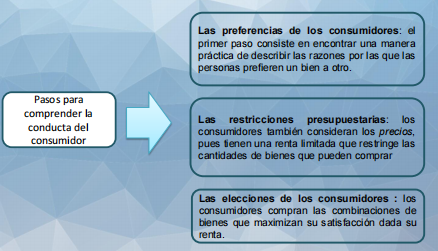 Pasos para
comprender la
conducta del
consumidor
Las preferencias de los consumidores: el
primer paso consiste en encontrar una manera
práctica de describir las razones por las que las
personas prefieren un bien a otro.
Las restricciones presupuestarias: los
consumidores también consideran los precios,
pues tienen una renta limitada que restringe las
cantidades de bienes que pueden comprar
Las elecciones de los consumidores : los
consumidores compran las combinaciones de
bienes que maximizan su satisfacción dada su
renta.